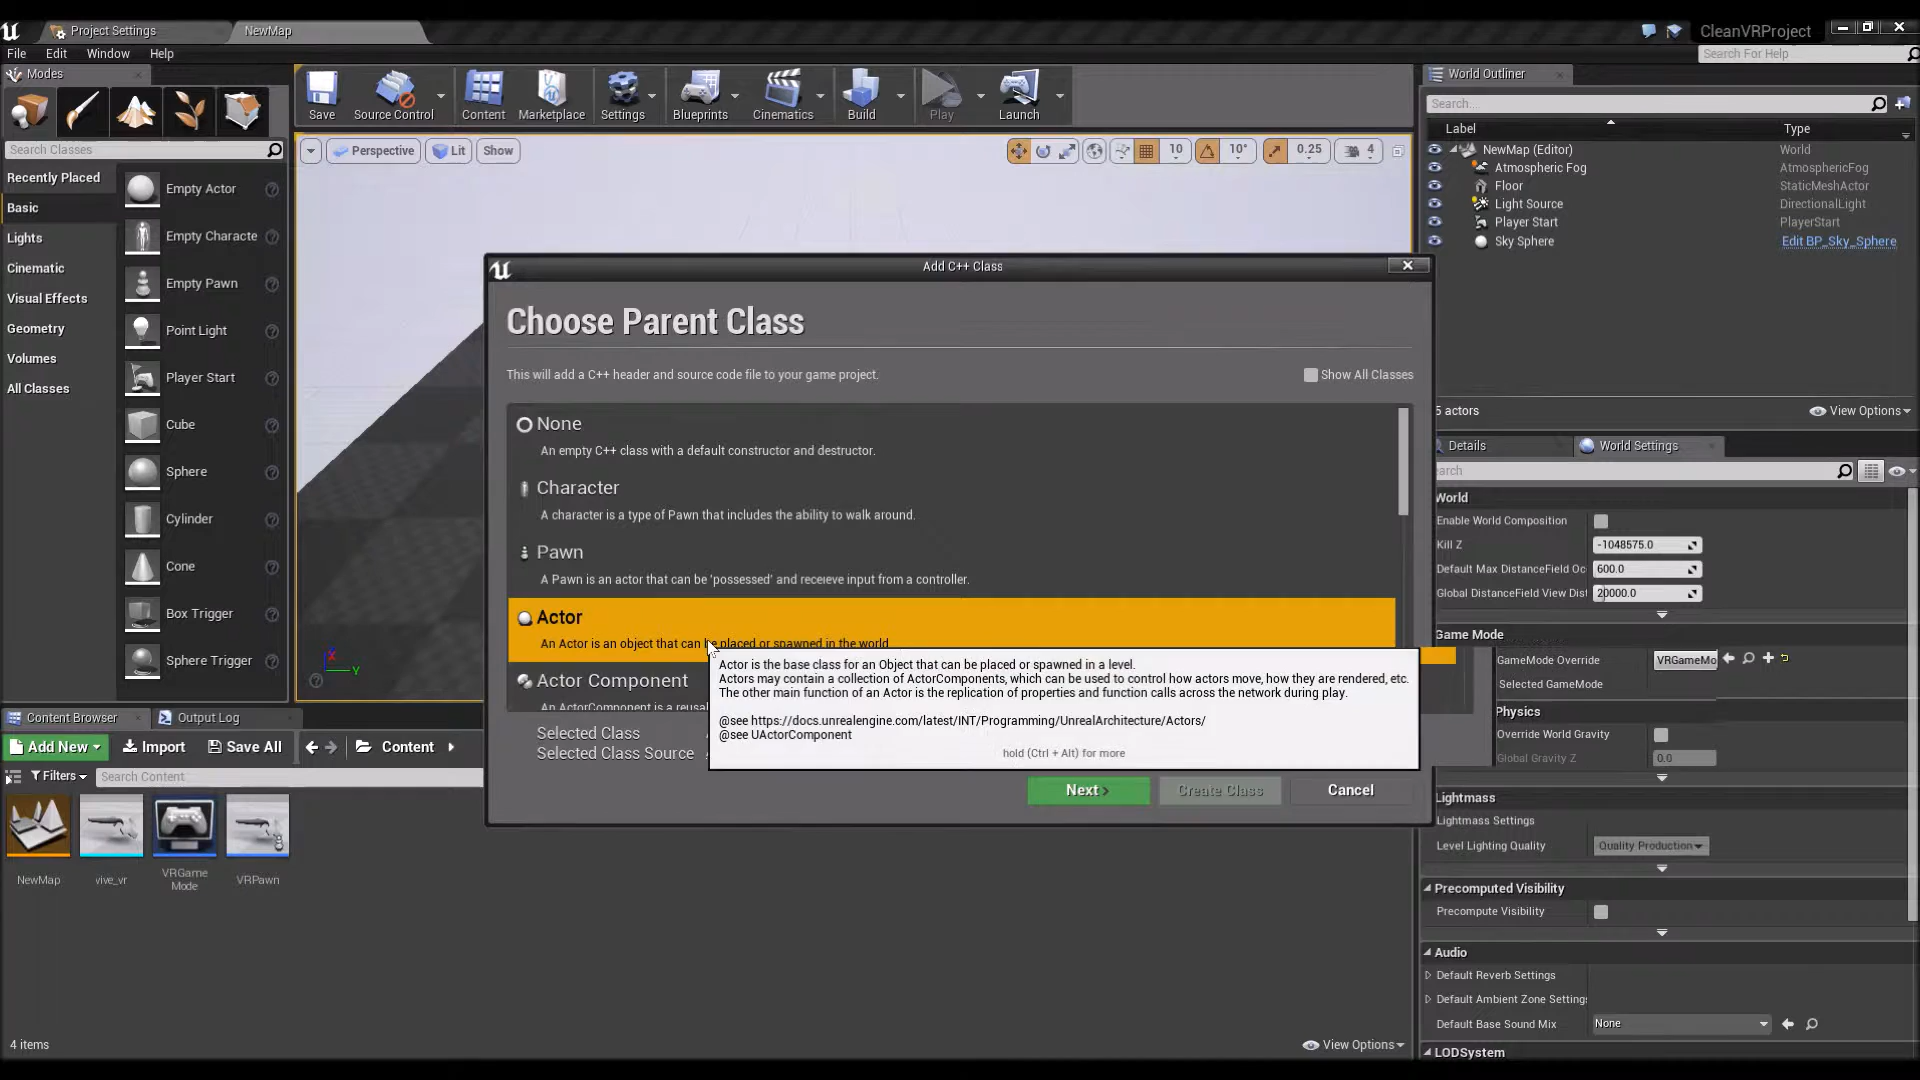 Project Settings
NewMap
CleanVRProject
File Edit Window Help
Search For Help
Modes
Save
Source Control
Content
Marketplace
Settings
Blueprints
Cinematics
Build
Play
Launch
Search Classes
Recently Placed
Basic
Lights
Cinematic
Visual Effects
Geometry
Volumes
All Classes
Empty Actor
Empty Characte
Empty Pawn
Point Light
Player Start
Cube
Sphere
Cylinder
Cone
Box Trigger
Sphere Trigger
Perspective
Lit
Show
10
10°
0.25
4
X
Y
World Outliner
Search...
Label Type
NewMap (Editor) World
Atmospheric Fog AtmosphericFog
Floor StaticMeshActor
Light Source DirectionalLight
Player Start PlayerStart
Sky Sphere Edit BP_Sky_Sphere
5 actors
View Options
Add C++ Class
Choose Parent Class
This will add a C++ header and source code file to your game project.
Show All Classes
None
An empty C++ class with a default constructor and destructor.
Character
A character is a type of Pawn that includes the ability to walk around.
Pawn
A Pawn is an actor that can be 'possessed' and receieve input from a controller.
Actor
An Actor is an object that can be placed or spawned in the world
Actor Component
An ActorComponent is a reusa
Actor is the base class for an Object that can be placed or spawned in a level.
Actors may contain a collection of ActorComponents, which can be used to control how actors move, how they are rendered, etc.
The other main function of an Actor is the replication of properties and function calls across the network during play.
@see https://docs.unrealengine.com/latest/INT/Programming/UnrealArchitecture/Actors/
@see UActorComponent
hold (Ctrl + Alt) for more
Selected Class
Selected Class Source
Next
Create Class
Cancel
Details
World Settings
earch
World
Enable World Composition
Kill Z -1048575.0
Default Max DistanceField Oc 600.0
Global DistanceField View Dist 20000.0
Game Mode
GameMode Override VRGameMo
Selected GameMode
Physics
Override World Gravity
Global Gravity Z 0.0
Lightmass
Lightmass Settings
Level Lighting Quality Quality Production
Precomputed Visibility
Precompute Visibility
Audio
Default Reverb Settings
Default Ambient Zone Settings
Default Base Sound Mix None
LODSystem
Content Browser
Output Log
Add New
Import
Save All
Content
Filters
Search Content
NewMap
vive_vr
VRGame
Mode
VRPawn
4 items
View Options